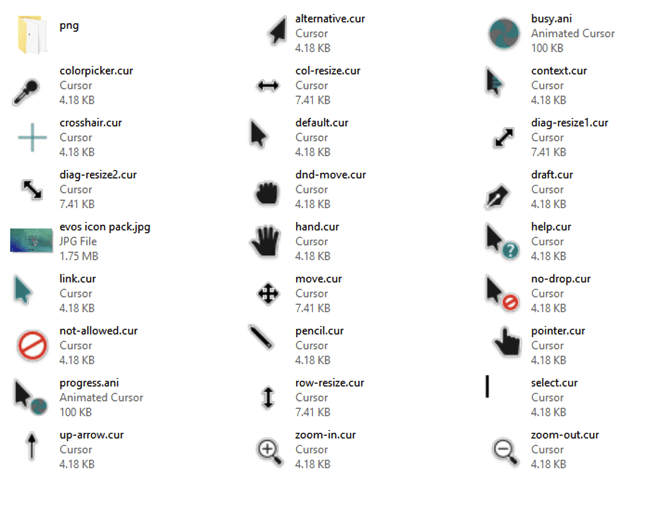 png
alternative.cur
Cursor
4.18 KB
busy.ani
Animated Cursor
100 KB
colorpicker.cur
Cursor
4.18 KB
col-resize.cur
Cursor
7.41 KB
context.cur
Cursor
4.18 KB
crosshair.cur
Cursor
4.18 KB
default.cur
Cursor
4.18 KB
diag-resize1.cur
Cursor
7.41 KB
diag-resize2.cur
Cursor
7.41 KB
dnd-move.cur
Cursor
4.18 KB
draft.cur
Cursor
4.18 KB
evos icon pack.jpg
JPG File
1.75 MB
hand.cur
Cursor
4.18 KB
help.cur
Cursor
4.18 KB
link.cur
Cursor
4.18 KB
move.cur
Cursor
7.41 KB
no-drop.cur
Cursor
4.18 KB
not-allowed.cur
Cursor
4.18 KB
pencil.cur
Cursor
4.18 KB
pointer.cur
Cursor
4.18 KB
progress.ani
Animated Cursor
100 KB
row-resize.cur
Cursor
7.41 KB
select.cur
Cursor
4.18 KB
up-arrow.cur
Cursor
4.18 KB
zoom-in.cur
Cursor
4.18 KB
zoom-out.cur
Cursor
4.18 KB